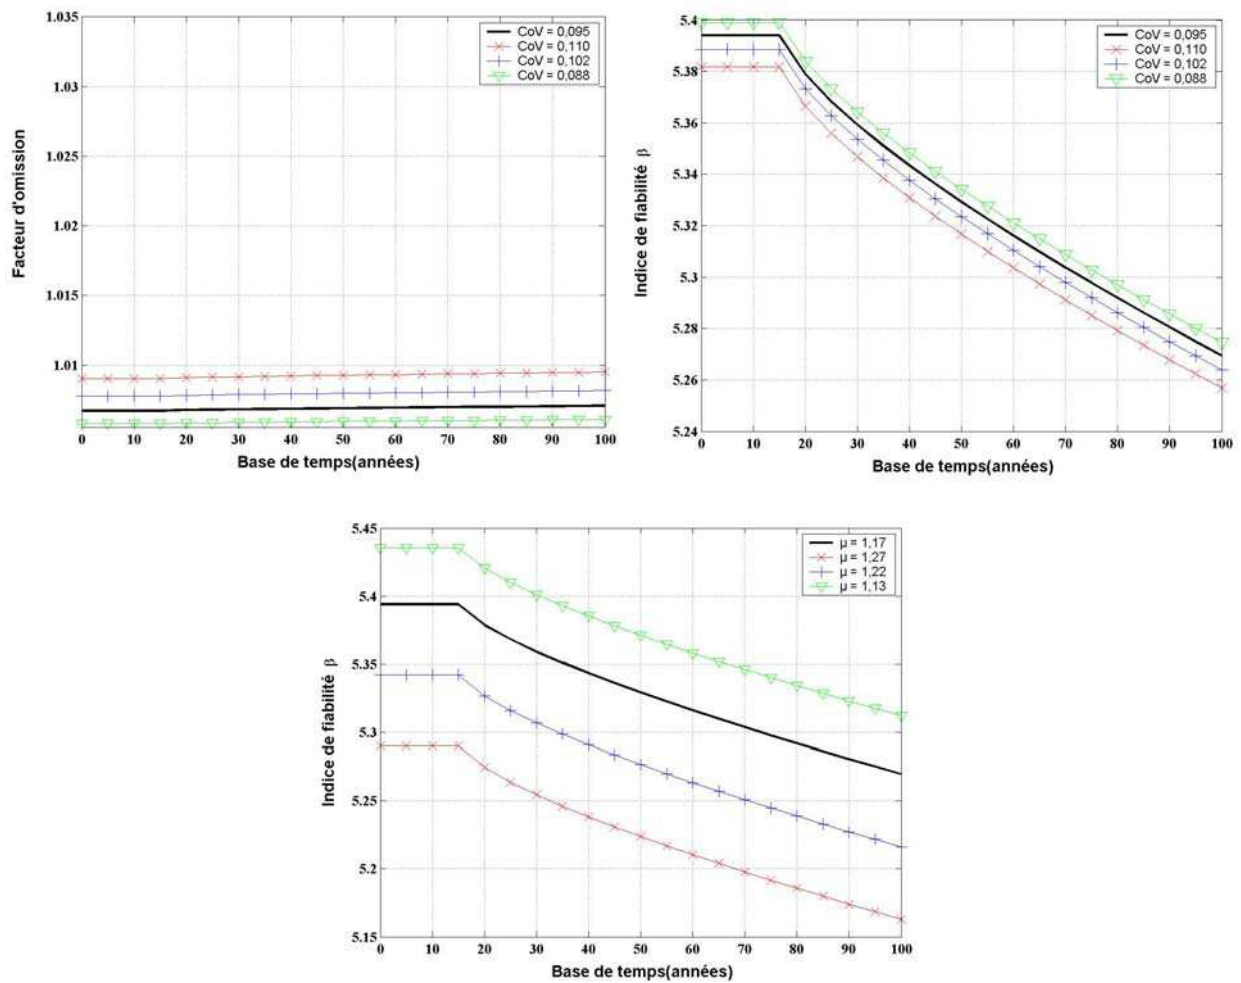 1.035
1.03
1.025
1.02
1.015
1.01
Facteur d'omission
CoV = 0,095
CoV = 0,110
CoV = 0,102
CoV = 0,088
0 10 20 30 40 50 60 70 80 90 100
Base de temps(années)
5.4
5.38
5.36
5.34
5.32
5.3
5.28
5.26
5.24
Indice de fiabilité β
CoV = 0,095
CoV = 0,110
CoV = 0,102
CoV = 0,088
0 10 20 30 40 50 60 70 80 90 100
Base de temps(années)
5.45
5.4
5.35
5.3
5.25
5.2
5.15
Indice de fiabilité β
µ = 1,17
µ = 1,27
µ = 1,22
µ = 1,13
0 10 20 30 40 50 60 70 80 90 100
Base de temps(années)